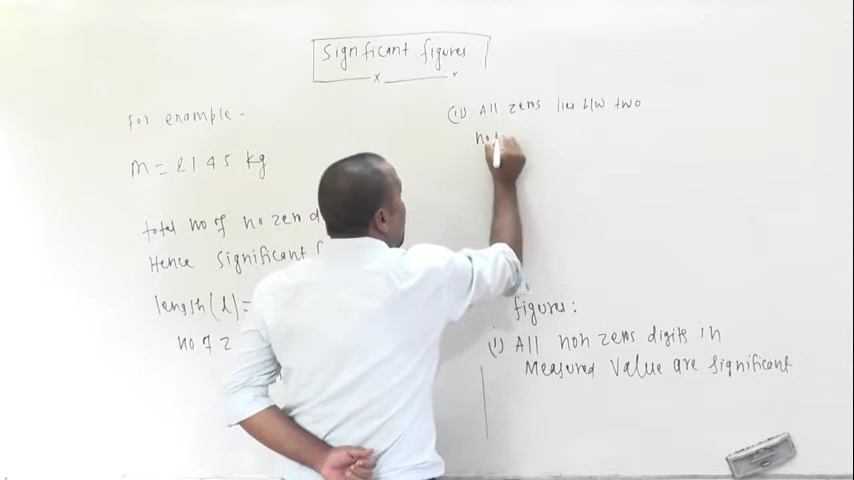 Significant figures
for example -
m = 2145 kg
total no of no zero d
Hence Significant f
length (l) =
no of z
(ii) All zeros lies b/w two
non
figures:
(i) All non zeros digits in
Measured Value are significant